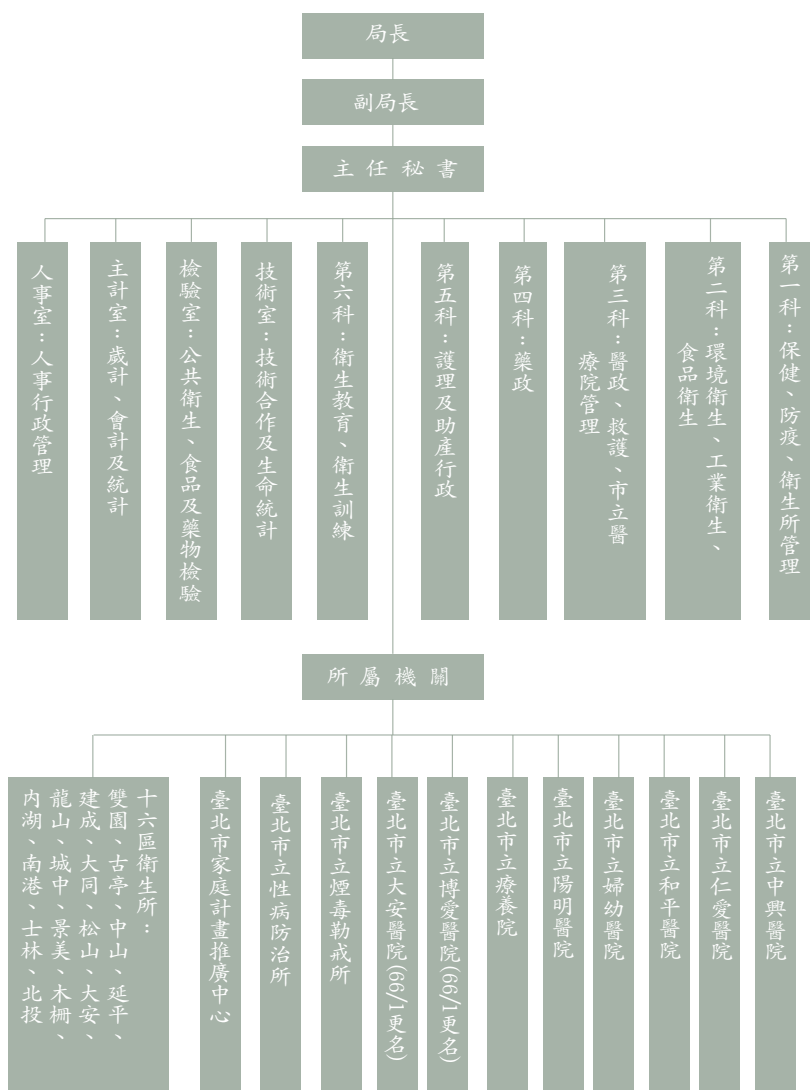 局長
副局長
主任秘書
第一科：保健、防疫、衛生所管理
第二科：環境衛生、工業衛生、
食品衛生
第三科：醫政、救護、市立醫
療院管理
第四科：藥政
第五科：護理及助產行政
第六科：衛生教育、衛生訓練
技術室：技術合作及生命統計
檢驗室：公共衛生、食品及藥物檢驗
主計室：歲計、會計及統計
人事室：人事行政管理
所屬機關
臺北市立中興醫院
臺北市立仁愛醫院
臺北市立和平醫院
臺北市立婦幼醫院
臺北市立陽明醫院
臺北市立療養院
臺北市立博愛醫院(66/1更名)
臺北市立大安醫院(66/1更名)
臺北市立煙毒勒戒所
臺北市立性病防治所
臺北市家庭計畫推廣中心
十六區衛生所：
雙園、古亭、中山、延平、
建成、大同、松山、大安、
龍山、城中、景美、木柵、
內湖、南港、士林、北投